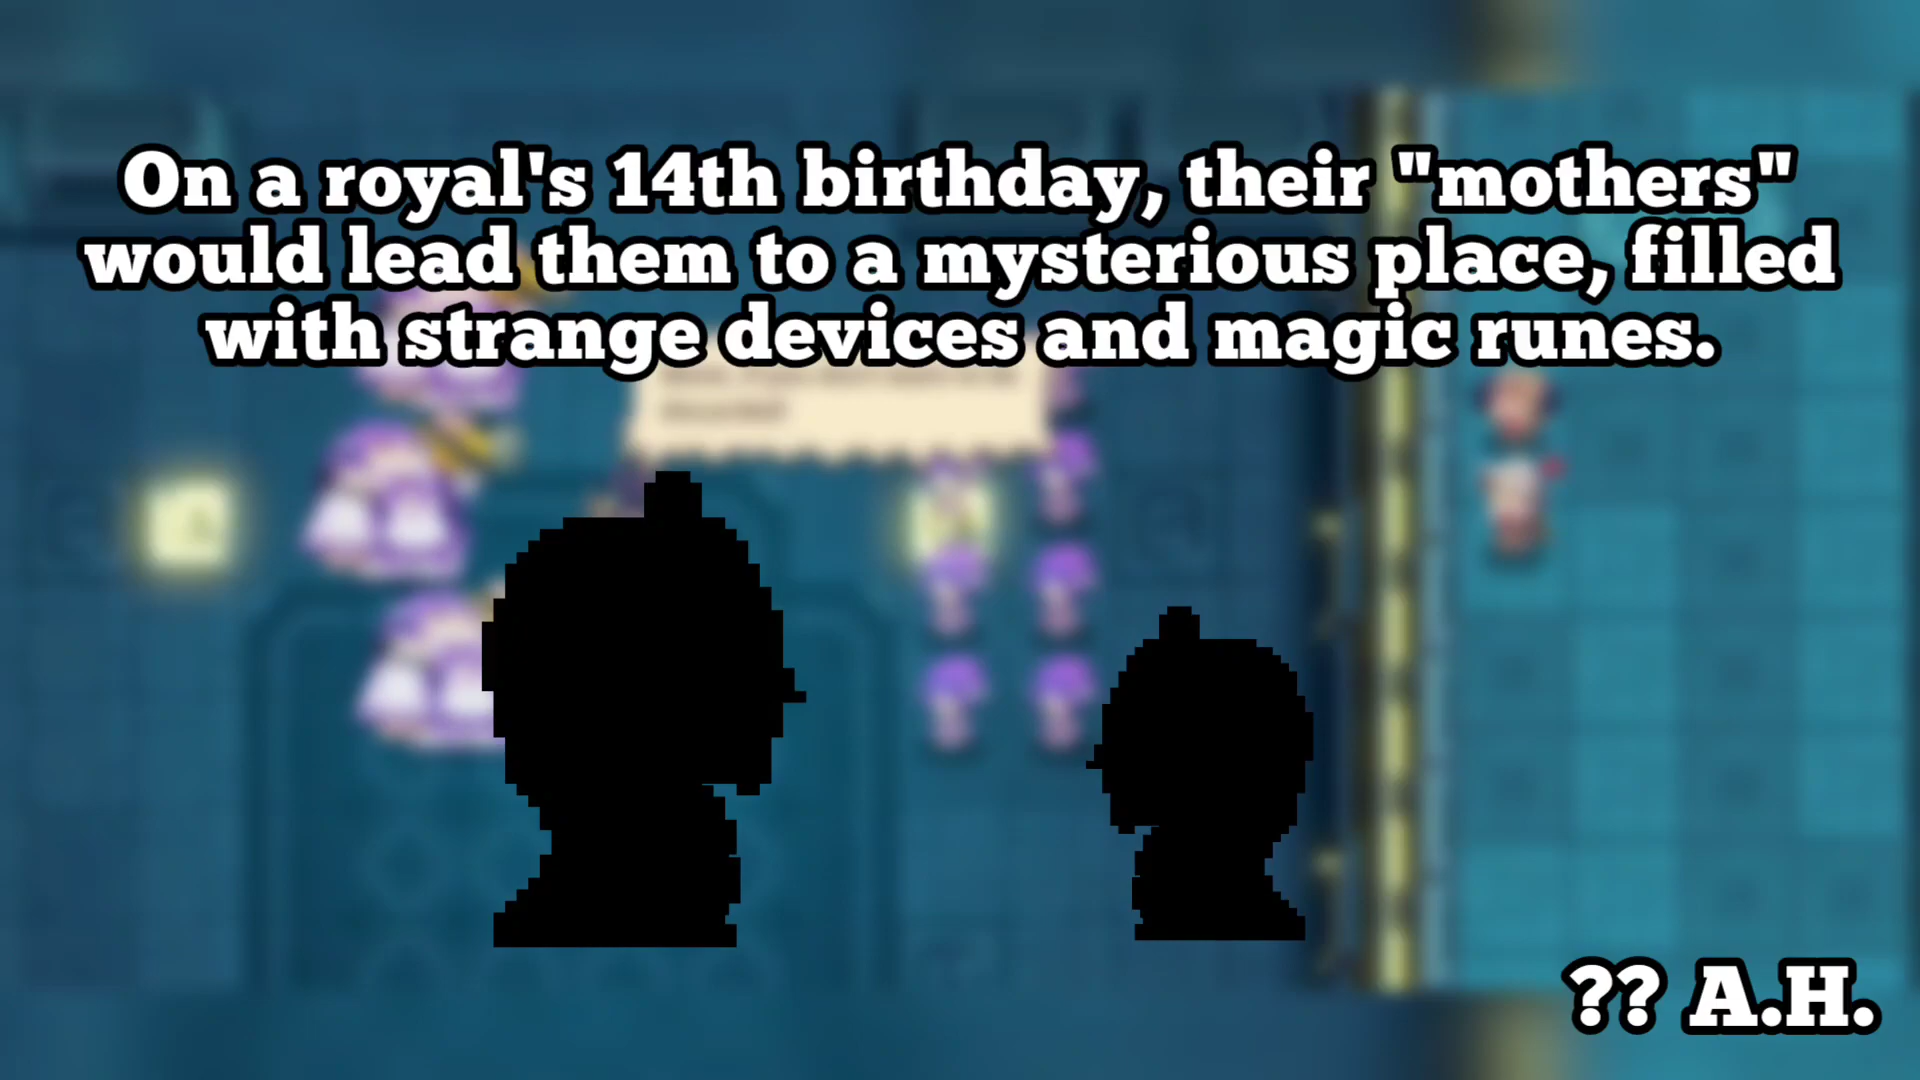 On a royal's 14th birthday, their "mothers"
would lead them to a mysterious place, filled
with strange devices and magic runes.
?? A.H.